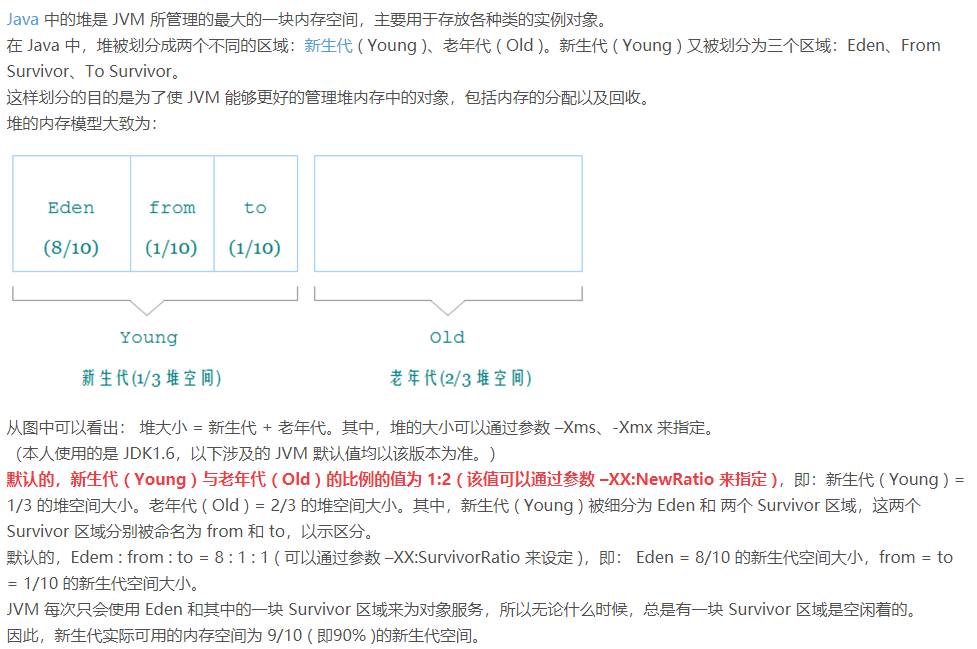 Java 中的堆是 JVM 所管理的最大的一块内存空间，主要用于存放各种类的实例对象。
在 Java 中，堆被划分成两个不同的区域：新生代 ( Young )、老年代 ( Old )。新生代 ( Young ) 又被划分为三个区域：Eden、From
Survivor、To Survivor。
这样划分的目的是为了使 JVM 能够更好的管理堆内存中的对象，包括内存的分配以及回收。
堆的内存模型大致为：
Eden from to
(8/10) (1/10) (1/10)
Young Old
新生代(1/3 堆空间) 老年代(2/3 堆空间)
从图中可以看出： 堆大小 = 新生代 + 老年代。其中，堆的大小可以通过参数 –Xms、-Xmx 来指定。
（本人使用的是 JDK1.6，以下涉及的 JVM 默认值均以该版本为准。）
默认的，新生代 ( Young ) 与老年代 ( Old ) 的比例的值为 1:2 ( 该值可以通过参数 –XX:NewRatio 来指定 )，即：新生代 ( Young ) =
1/3 的堆空间大小。老年代 ( Old ) = 2/3 的堆空间大小。其中，新生代 ( Young ) 被细分为 Eden 和 两个 Survivor 区域，这两个
Survivor 区域分别被命名为 from 和 to，以示区分。
默认的，Edem : from : to = 8 : 1 : 1 ( 可以通过参数 –XX:SurvivorRatio 来设定 )，即： Eden = 8/10 的新生代空间大小，from = to
= 1/10 的新生代空间大小。
JVM 每次只会使用 Eden 和其中的一块 Survivor 区域来为对象服务，所以无论什么时候，总是有一块 Survivor 区域是空闲着的。
因此，新生代实际可用的内存空间为 9/10 ( 即90% )的新生代空间。